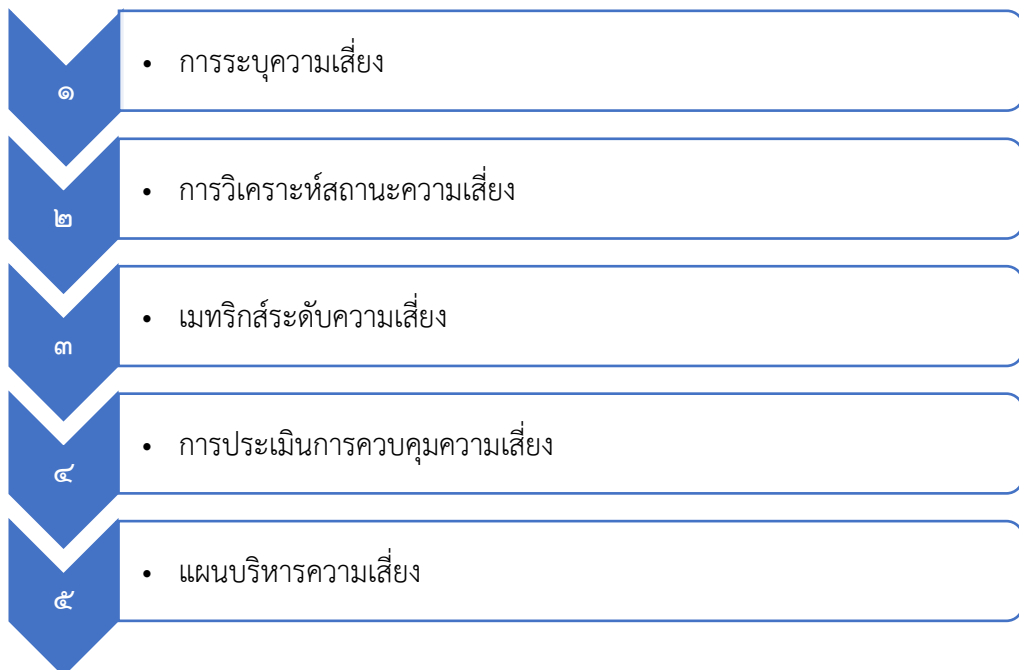 ๑
• การระบุความเสี่ยง
๒
• การวิเคราะห์สถานะความเสี่ยง
๓
• เมทริกส์ระดับความเสี่ยง
๔
• การประเมินการควบคุมความเสี่ยง
๕
• แผนบริหารความเสี่ยง